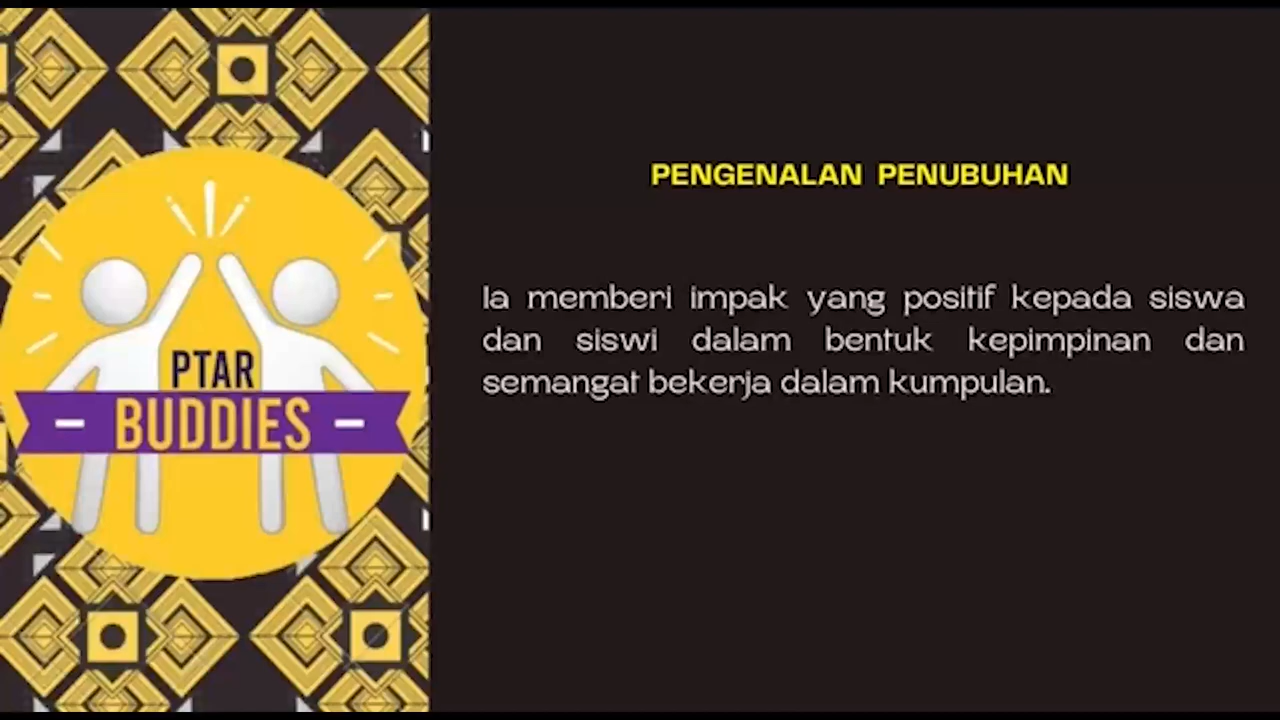 PTAR
BUDDIES
PENGENALAN PENUBUHAN
Ia memberi impak yang positif kepada siswa
dan siswi dalam bentuk kepimpinan dan
semangat bekerja dalam kumpulan.